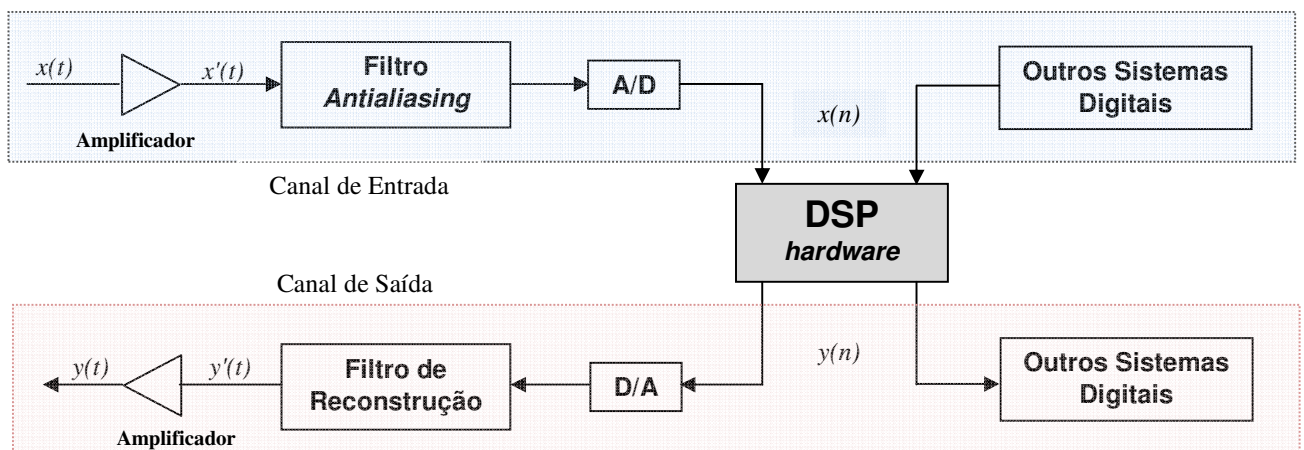 x(t)
x'(t)
Amplificador
Filtro
Antialiasing
A/D
x(n)
Outros Sistemas
Digitais
Canal de Entrada
DSP
hardware
Canal de Saída
y(t)
y'(t)
Amplificador
Filtro de
Reconstrução
D/A
y(n)
Outros Sistemas
Digitais